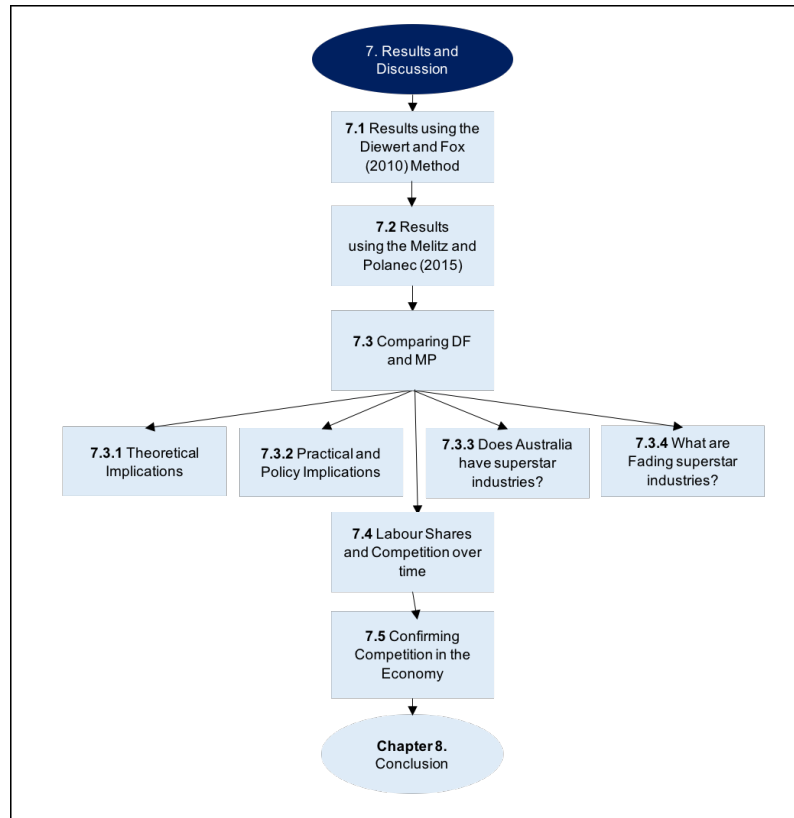 7. Results and
Discussion
7.1 Results using the
Diewert and Fox
(2010) Method
7.2 Results
using the Melitz and
Polanec (2015)
7.3 Comparing DF
and MP
7.3.1 Theoretical
Implications
7.3.2 Practical and
Policy Implications
7.3.3 Does Australia
have superstar
industries?
7.3.4 What are
Fading superstar
industries?
7.4 Labour Shares
and Competition over
time
7.5 Confirming
Competition in the
Economy
Chapter 8.
Conclusion